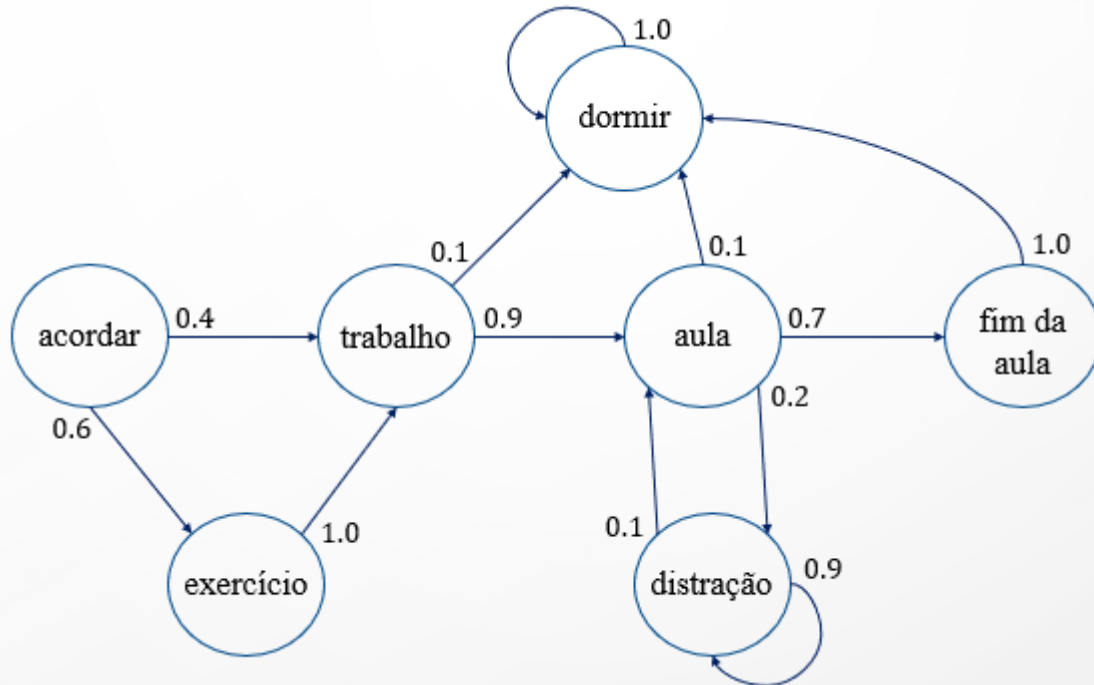 1.0
dormir
0.1
0.1
1.0
acordar
0.4
trabalho
0.9
aula
0.7
fim da
aula
0.6
0.2
1.0
0.1
exercício
distração
0.9